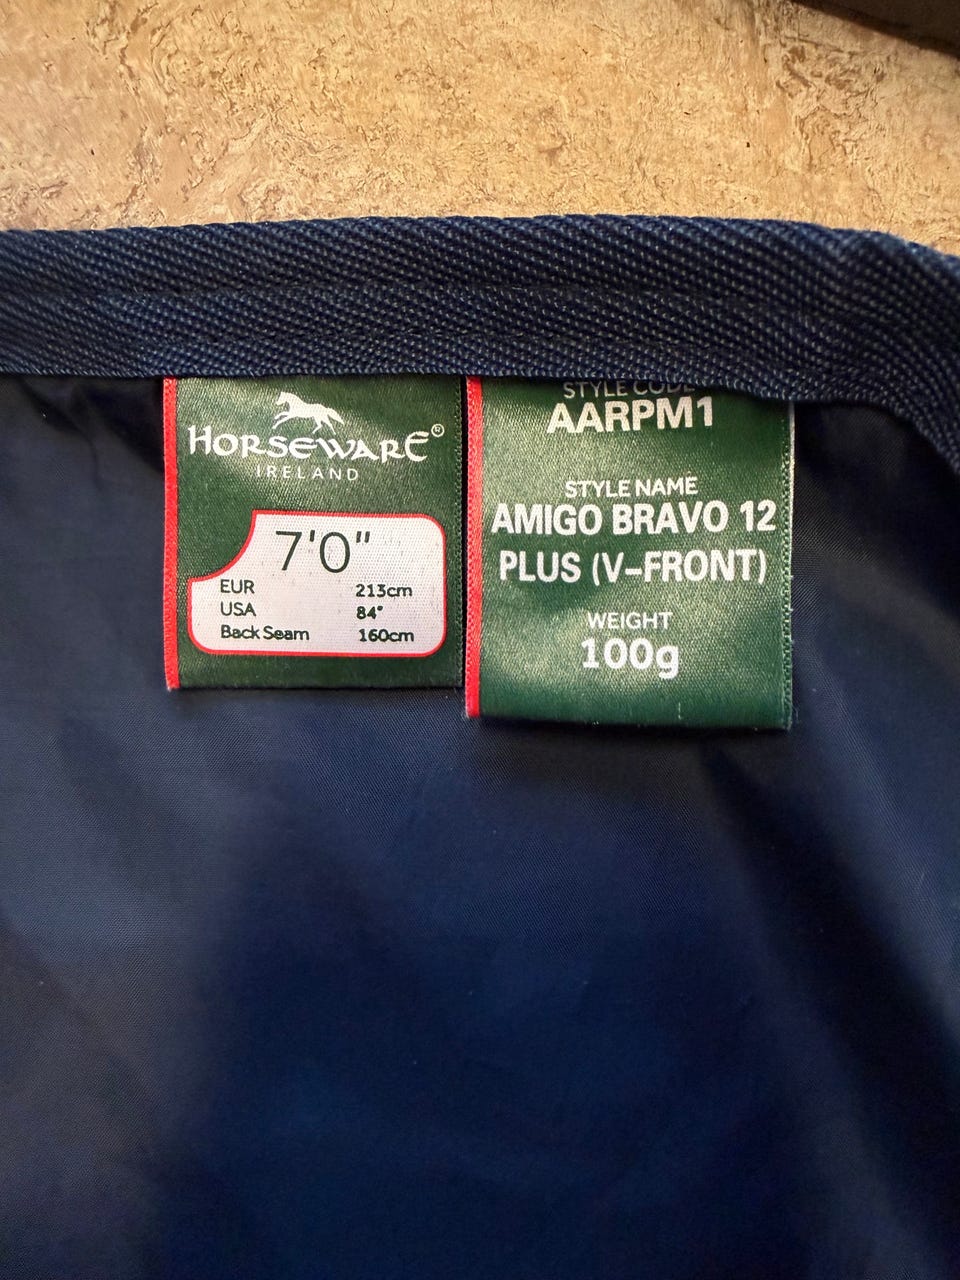 HORSEWARE®
IRELAND
7'0"
EUR 213cm
USA 84"
Back Seam 160cm
STYLE CODE
AARPM1
STYLE NAME
AMIGO BRAVO 12
PLUS (V-FRONT)
WEIGHT
100g